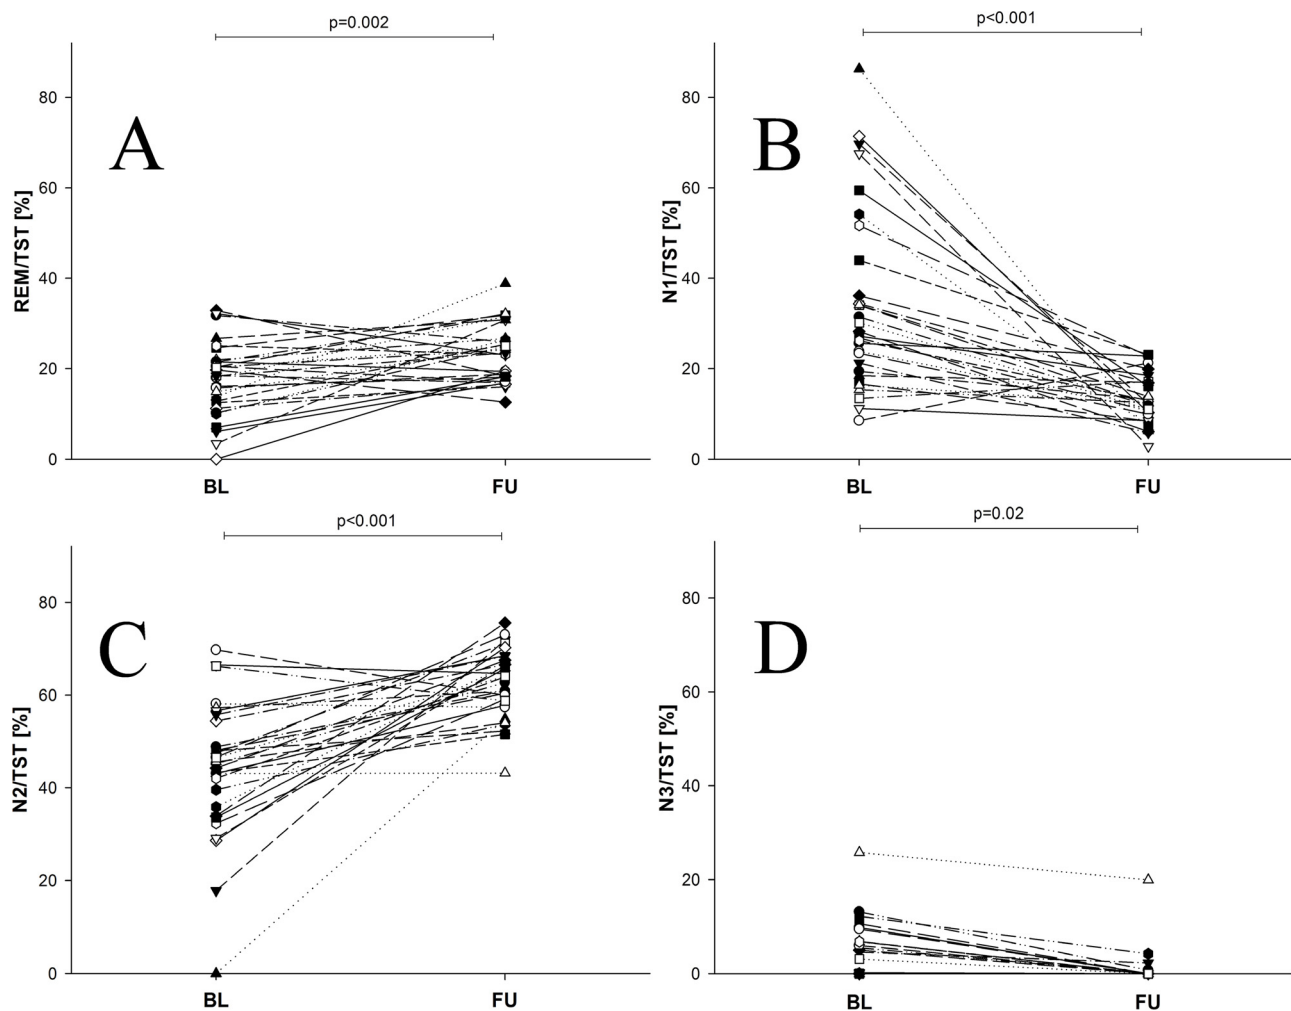 p=0.002
A
REM/TST [%]
80
60
40
20
0
BL
FU
p<0.001
B
N1/TST [%]
80
60
40
20
0
BL
FU
p<0.001
C
N2/TST [%]
80
60
40
20
0
BL
FU
p=0.02
D
N3/TST [%]
80
60
40
20
0
BL
FU